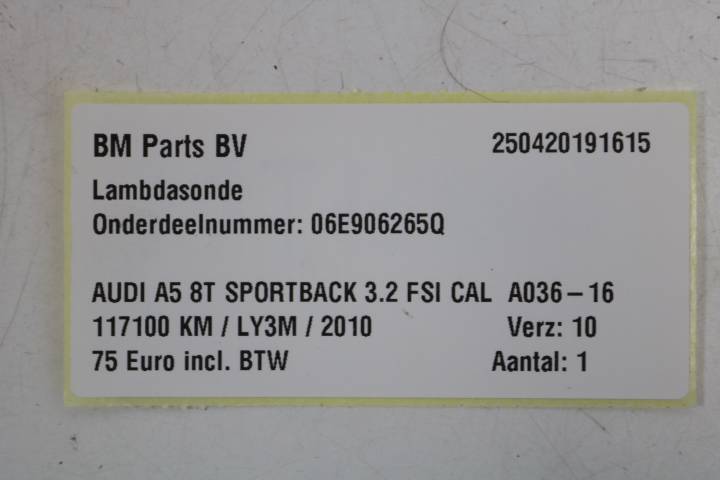 BM Parts BV 250420191615
Lambdasonde
Onderdeelnummer: 06E906265Q
AUDI A5 8T SPORTBACK 3.2 FSI CAL A036-16
117100 KM / LY3M / 2010 Verz: 10
75 Euro incl. BTW Aantal: 1